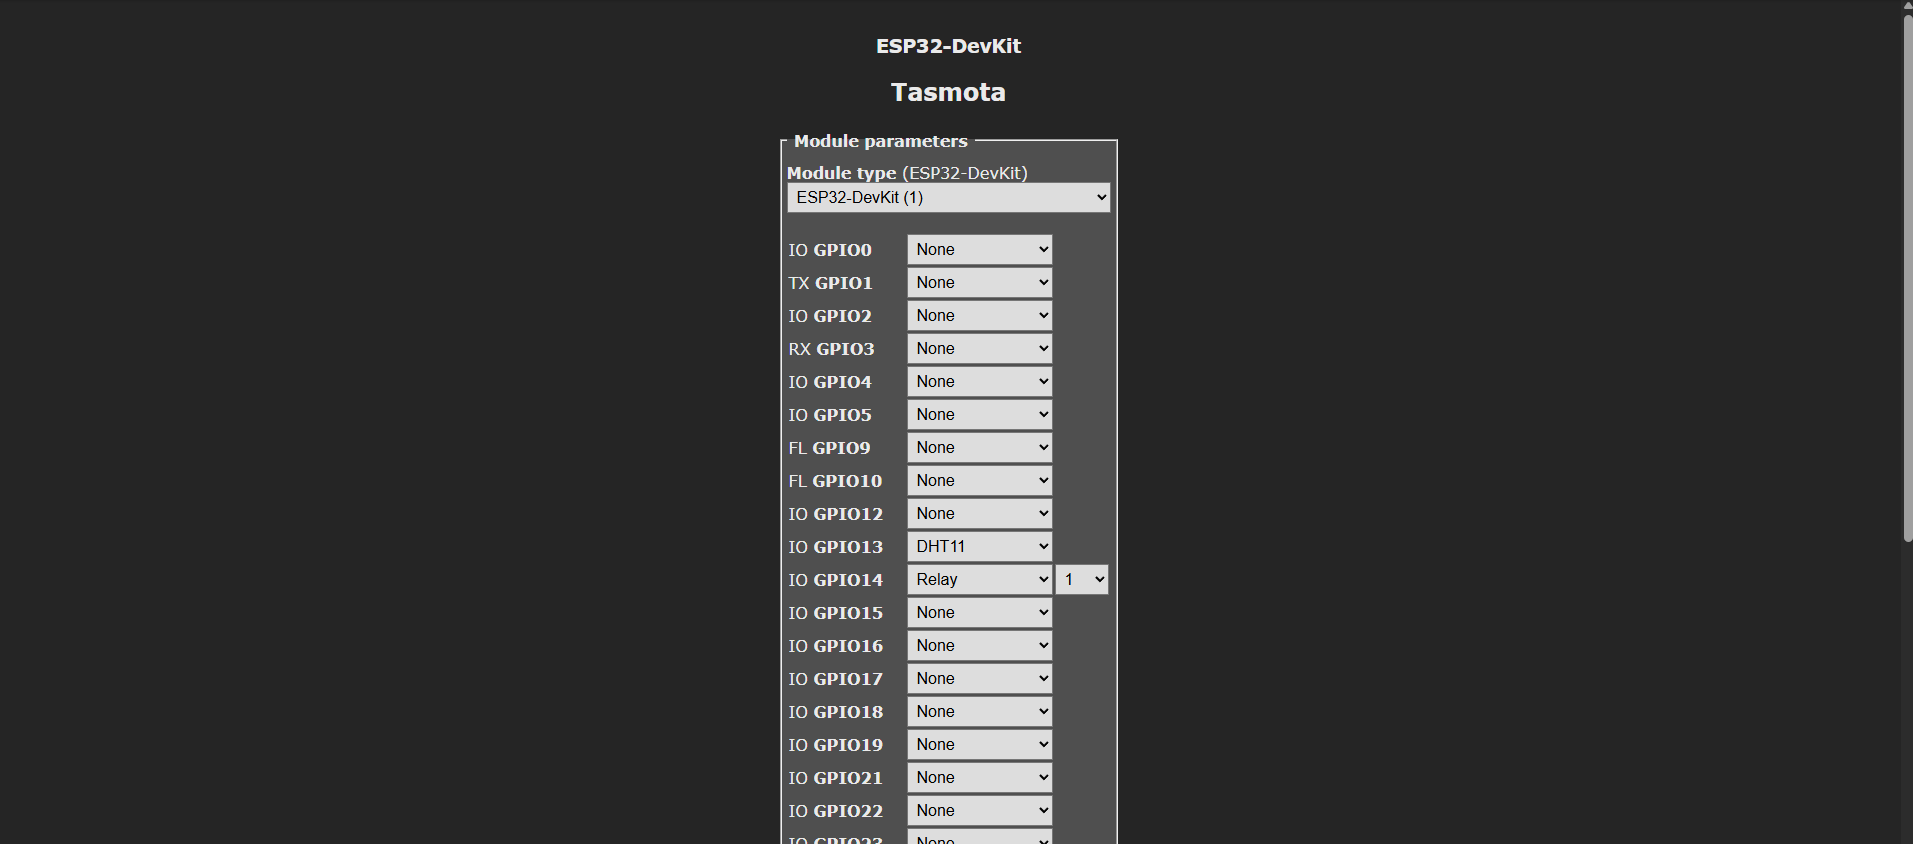 ESP32-DevKit
Tasmota
Module parameters
Module type (ESP32-DevKit)
ESP32-DevKit (1)
IO GPIO0 None
TX GPIO1 None
IO GPIO2 None
RX GPIO3 None
IO GPIO4 None
IO GPIO5 None
FL GPIO9 None
FL GPIO10 None
IO GPIO12 None
IO GPIO13 DHT11
IO GPIO14 Relay 1
IO GPIO15 None
IO GPIO16 None
IO GPIO17 None
IO GPIO18 None
IO GPIO19 None
IO GPIO21 None
IO GPIO22 None
IO GPIO23 None